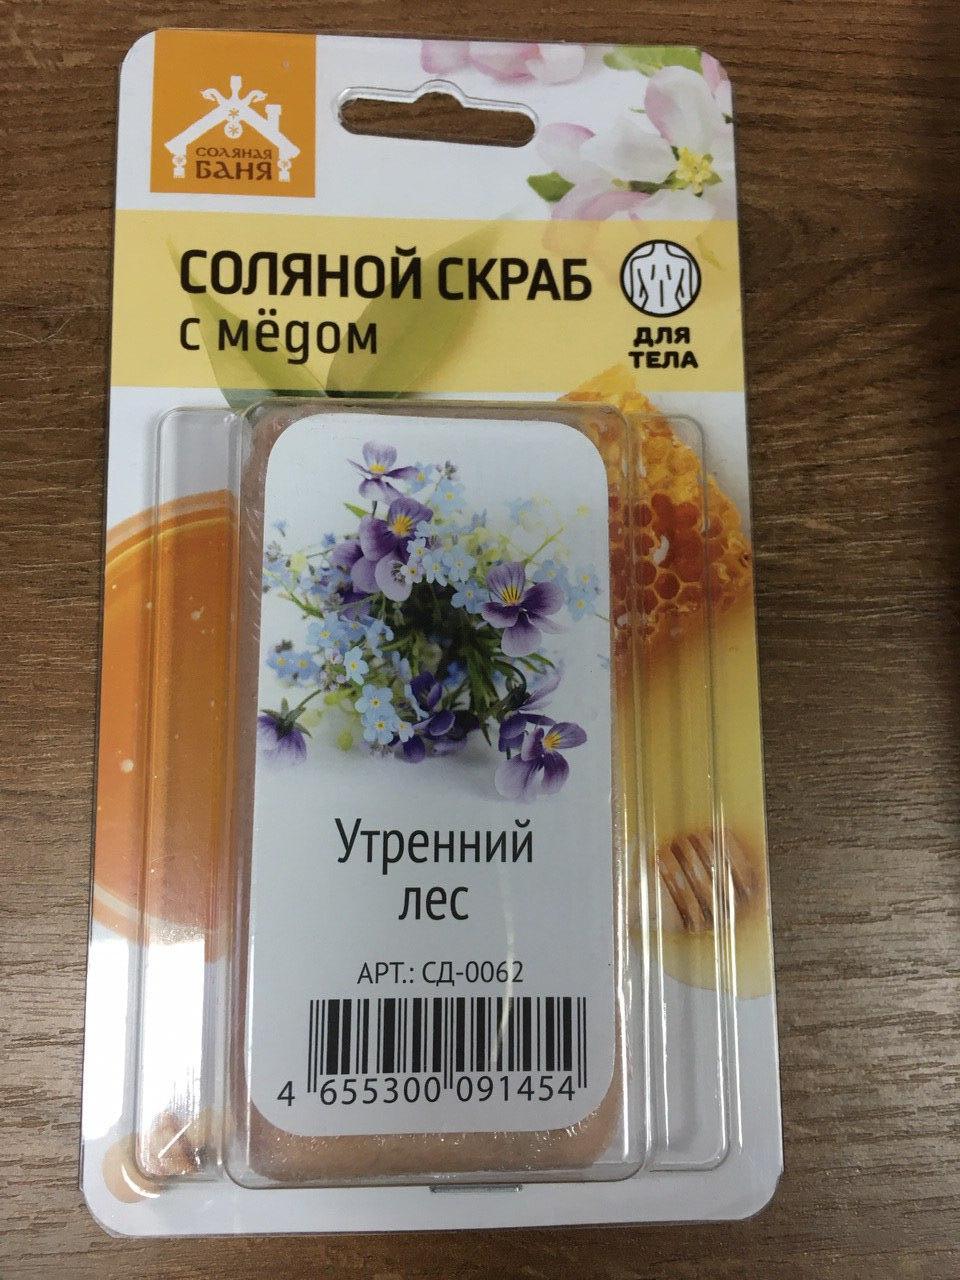 СОЛЯНАЯ
БАНЯ
СОЛЯНОЙ СКРАБ
с мёдом
ДЛЯ
ТЕЛА
Утренний
лес
АРТ.: СД-0062
4 655300 091454